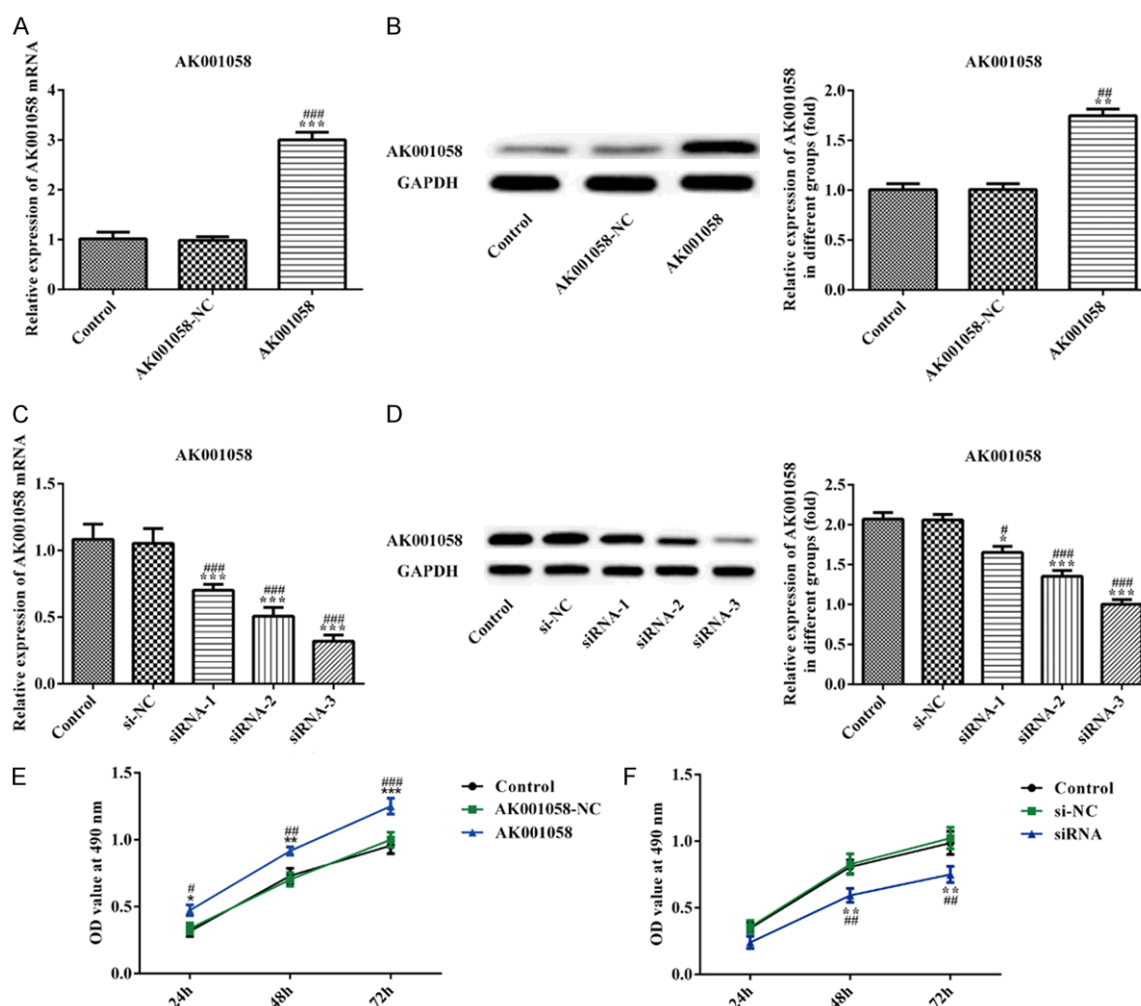 A
AK001058
Relative expression of AK001058 mRNA
4
3
2
1
0
###
***
Control
AK001058-NC
AK001058
B
AK001058
GAPDH
Control
AK001058-NC
AK001058
AK001058
Relative expression of AK001058
in different groups (fold)
2.0
1.5
1.0
0.5
0.0
##
**
Control
AK001058-NC
AK001058
C
AK001058
Relative expression of AK001058 mRNA
1.5
1.0
0.5
0.0
###
***
###
***
###
***
Control
si-NC
siRNA-1
siRNA-2
siRNA-3
D
AK001058
GAPDH
Control
si-NC
siRNA-1
siRNA-2
siRNA-3
AK001058
Relative expression of AK001058
in different groups (fold)
2.5
2.0
1.5
1.0
0.5
0.0
#
*
###
***
###
***
Control
si-NC
siRNA-1
siRNA-2
siRNA-3
E
OD value at 490 nm
1.5
1.0
0.5
0.0
#
*
##
**
###
***
24h
48h
72h
Control
AK001058-NC
AK001058
F
OD value at 490 nm
1.5
1.0
0.5
0.0
**
##
**
##
24h
48h
72h
Control
si-NC
siRNA